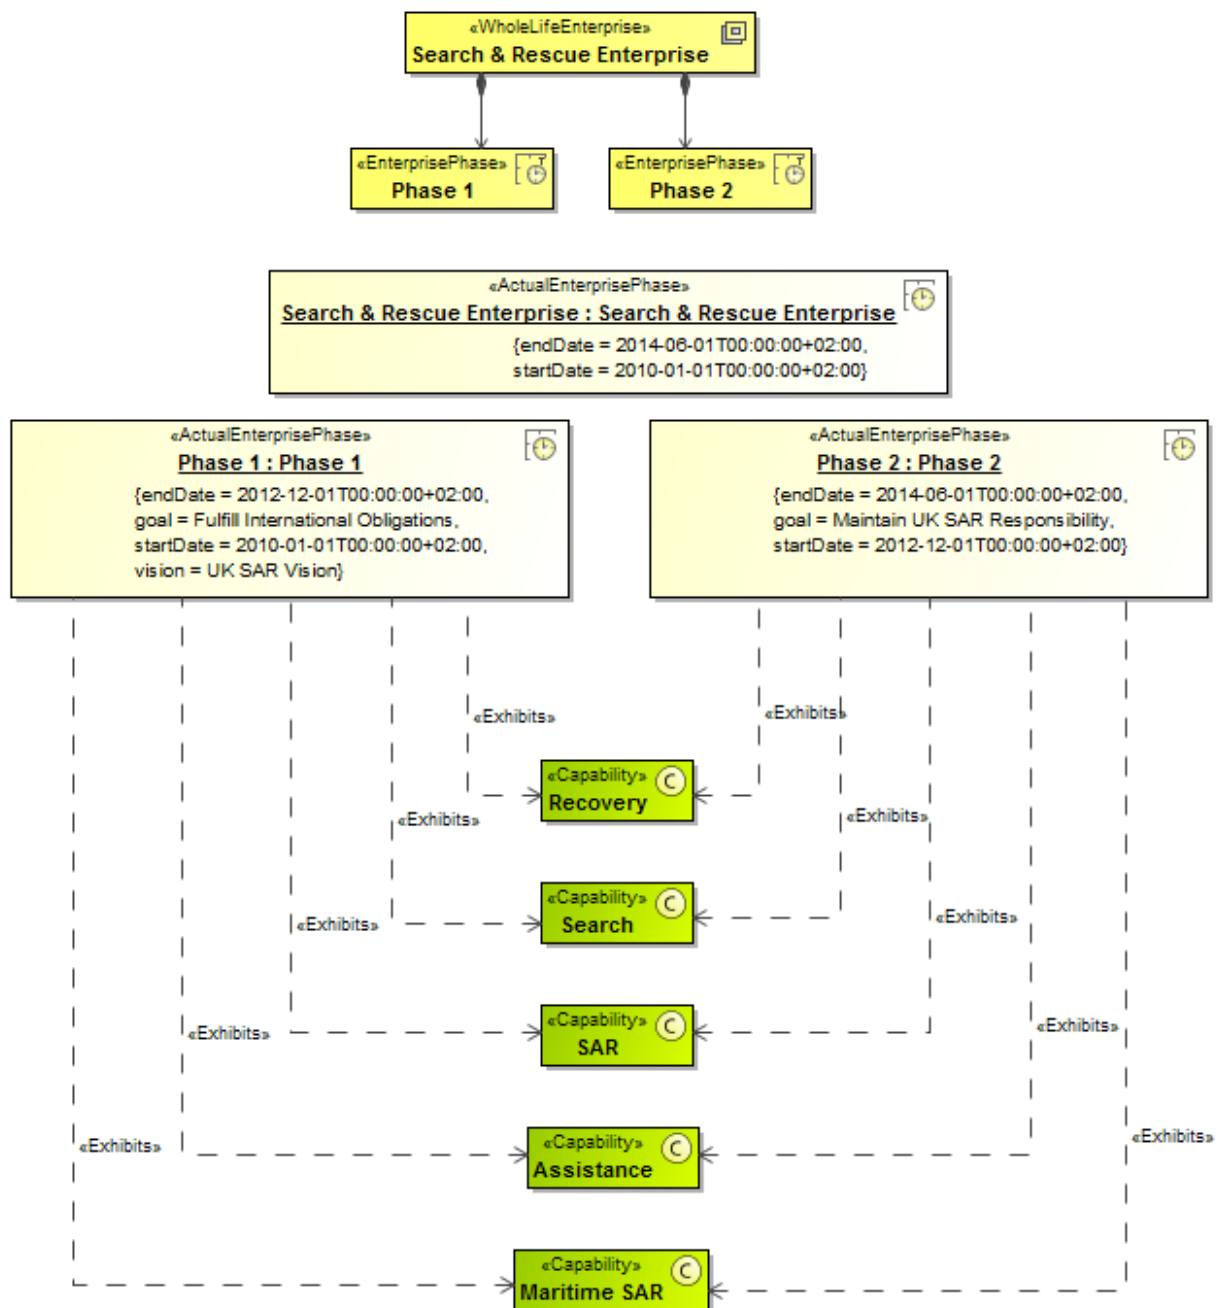 «WholeLifeEnterprise»
Search & Rescue Enterprise
«EnterprisePhase»
Phase 1
«EnterprisePhase»
Phase 2
«ActualEnterprisePhase»
Search & Rescue Enterprise : Search & Rescue Enterprise
{endDate = 2014-06-01T00:00:00+02:00,
startDate = 2010-01-01T00:00:00+02:00}
«ActualEnterprisePhase»
Phase 1 : Phase 1
{endDate = 2012-12-01T00:00:00+02:00,
goal = Fulfill International Obligations,
startDate = 2010-01-01T00:00:00+02:00,
vision = UK SAR Vision}
«ActualEnterprisePhase»
Phase 2 : Phase 2
{endDate = 2014-06-01T00:00:00+02:00,
goal = Maintain UK SAR Responsibility,
startDate = 2012-12-01T00:00:00+02:00}
«Exhibits»
«Exhibits»
«Capability»
C
Recovery
«Exhibits»
«Exhibits»
«Capability»
C
Search
«Exhibits»
«Exhibits»
«Capability»
C
SAR
«Exhibits»
«Exhibits»
«Capability»
C
Assistance
«Exhibits»
«Exhibits»
«Capability»
C
Maritime SAR